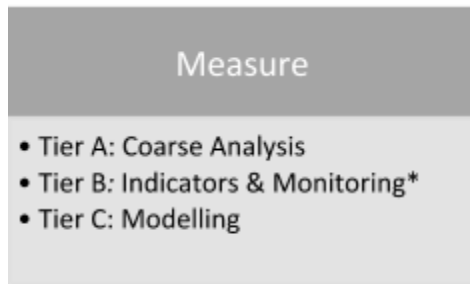 Measure
• Tier A: Coarse Analysis
• Tier B: Indicators & Monitoring*
• Tier C: Modelling